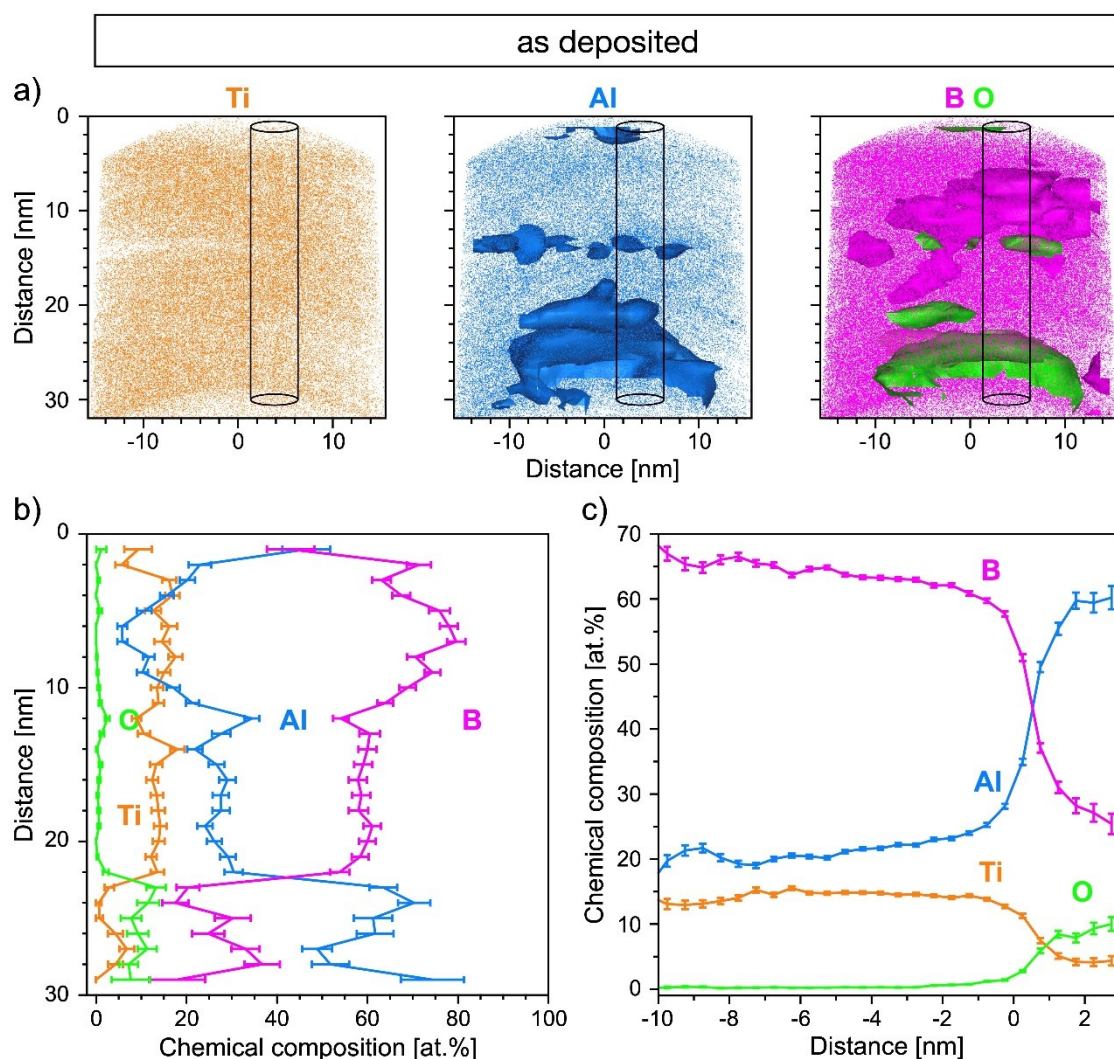 as deposited
a)
Ti
Al
B O
0
10
20
30
Distance [nm]
-10 0 10
-10 0 10
-10 0 10
Distance [nm]
b)
0
10
20
30
Distance [nm]
O
Al
B
Ti
0 20 40 60 80 100
Chemical composition [at.%]
c)
70
60
50
40
30
20
10
0
Chemical composition [at.%]
B
Al
Ti
O
-10 -8 -6 -4 -2 0 2
Distance [nm]